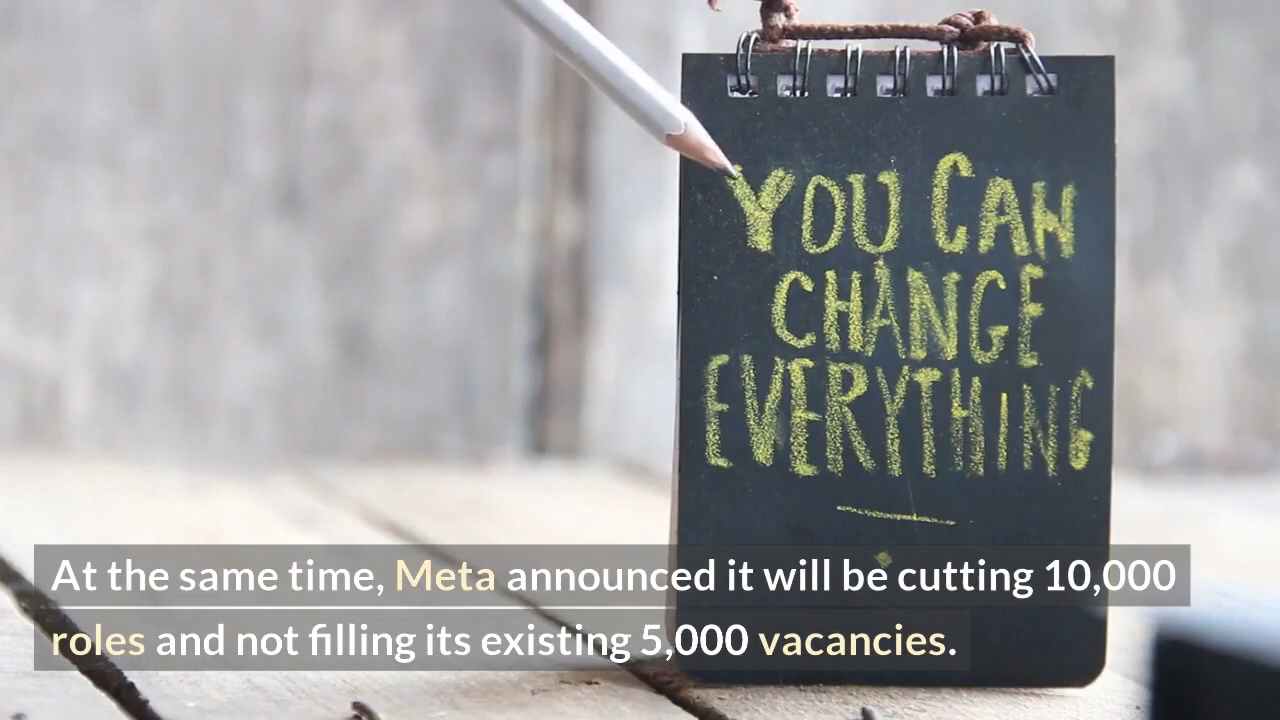 YOU CAN
CHANGE
EVERYTHING
At the same time, Meta announced it will be cutting 10,000
roles and not filling its existing 5,000 vacancies.